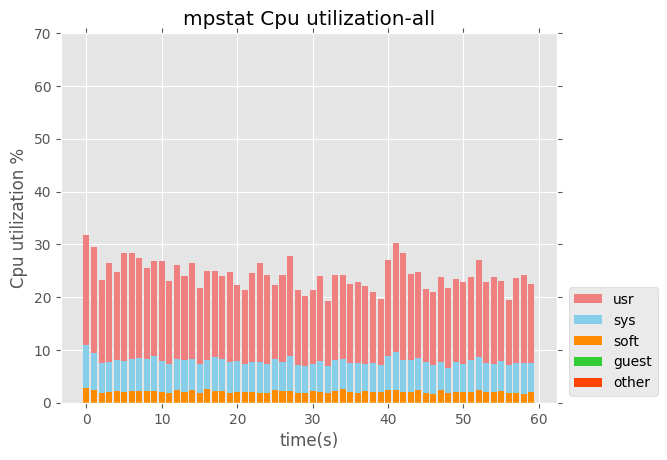 mpstat Cpu utilization-all
Cpu utilization %
70
60
50
40
30
20
10
0
0 10 20 30 40 50 60
time(s)
usr
sys
soft
guest
other